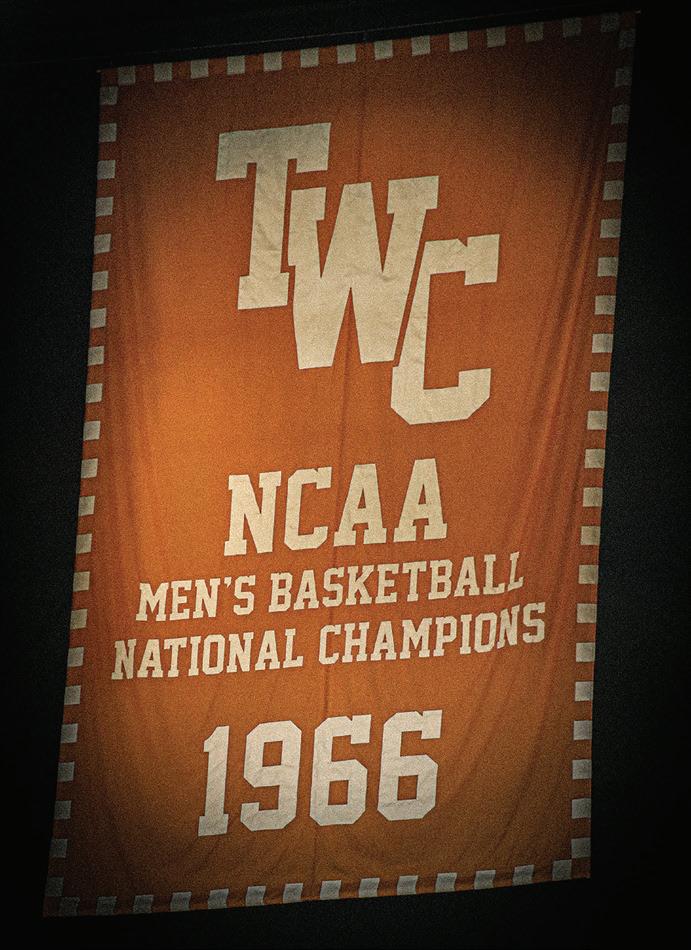 TWC
NCAA
MEN'S BASKETBALL
NATIONAL CHAMPIONS
1966